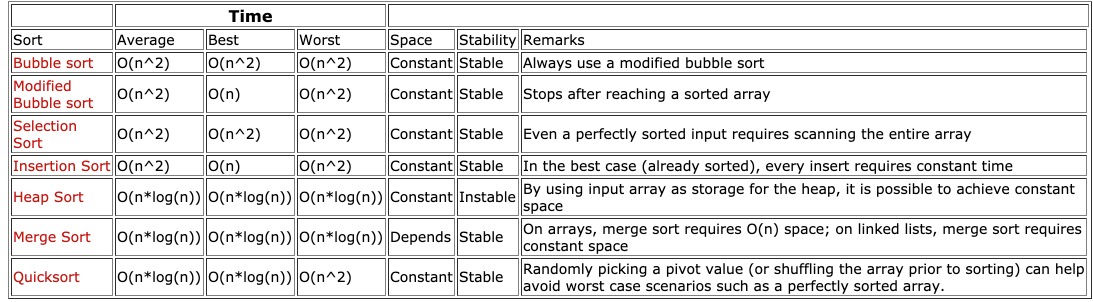 Time
Sort Average Best Worst Space Stability Remarks
Bubble sort O(n^2) O(n^2) O(n^2) Constant Stable Always use a modified bubble sort
Modified
Bubble sort O(n^2) O(n) O(n^2) Constant Stable Stops after reaching a sorted array
Selection
Sort O(n^2) O(n^2) O(n^2) Constant Stable Even a perfectly sorted input requires scanning the entire array
Insertion Sort O(n^2) O(n) O(n^2) Constant Stable In the best case (already sorted), every insert requires constant time
Heap Sort O(n*log(n)) O(n*log(n)) O(n*log(n)) Constant Instable By using input array as storage for the heap, it is possible to achieve constant
space
Merge Sort O(n*log(n)) O(n*log(n)) O(n*log(n)) Depends Stable On arrays, merge sort requires O(n) space; on linked lists, merge sort requires
constant space
Quicksort O(n*log(n)) O(n*log(n)) O(n^2) Constant Stable Randomly picking a pivot value (or shuffling the array prior to sorting) can help
avoid worst case scenarios such as a perfectly sorted array.